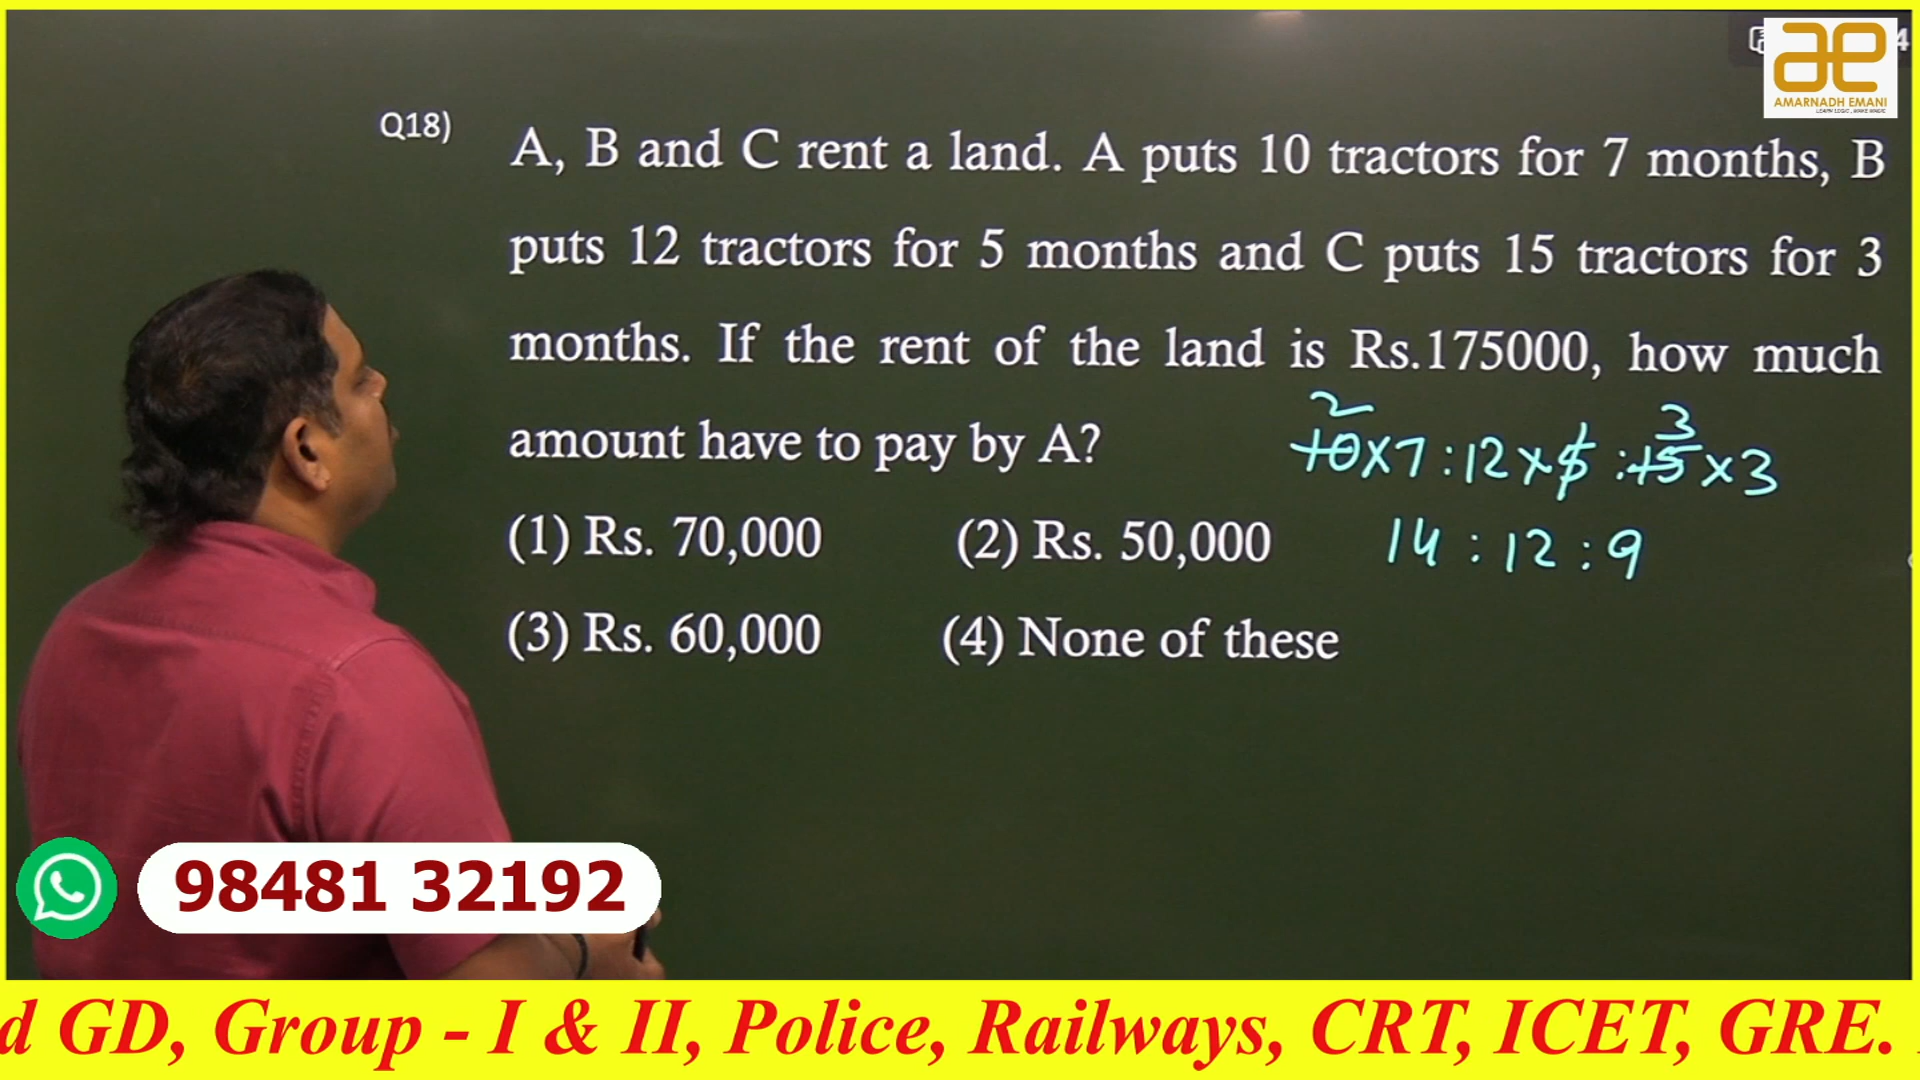 AMARNADH EMANI
LEARN LOGIC, MAKE MAGIC
Q18)
A, B and C rent a land. A puts 10 tractors for 7 months, B
puts 12 tractors for 5 months and C puts 15 tractors for 3
months. If the rent of the land is Rs.175000, how much
amount have to pay by A?
2 3
10×7:12×5:15×3
14:12:9
(1) Rs. 70,000 (2) Rs. 50,000
(3) Rs. 60,000 (4) None of these
98481 32192
d GD, Group - I & II, Police, Railways, CRT, ICET, GRE.